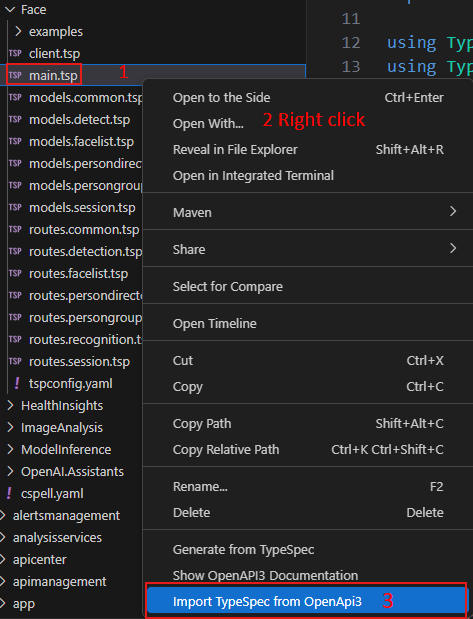 Face
examples
TSP client.tsp
TSP main.tsp 1
TSP models.common.tsp
TSP models.detect.tsp
TSP models.facelist.tsp
TSP models.persondirec
TSP models.persongroup
TSP models.session.tsp
TSP routes.common.tsp
TSP routes.detection.tsp
TSP routes.facelist.tsp
TSP routes.persondirecto
TSP routes.persongroup
TSP routes.recognition.t
TSP routes.session.tsp
! tspconfig.yaml
HealthInsights
ImageAnalysis
ModelInference
OpenAI.Assistants
! cspell.yaml
alertsmanagement
analysisservices
apicenter
apimanagement
app
11
12 using Typ
13 using Typ
Open to the Side Ctrl+Enter
Open With... 2 Right click
Reveal in File Explorer Shift+Alt+R
Open in Integrated Terminal
Maven
Share
Select for Compare
Open Timeline
Cut Ctrl+X
Copy Ctrl+C
Copy Path Shift+Alt+C
Copy Relative Path Ctrl+K Ctrl+Shift+C
Rename... F2
Delete Delete
Generate from TypeSpec
Show OpenAPI3 Documentation
Import TypeSpec from OpenApi3 3